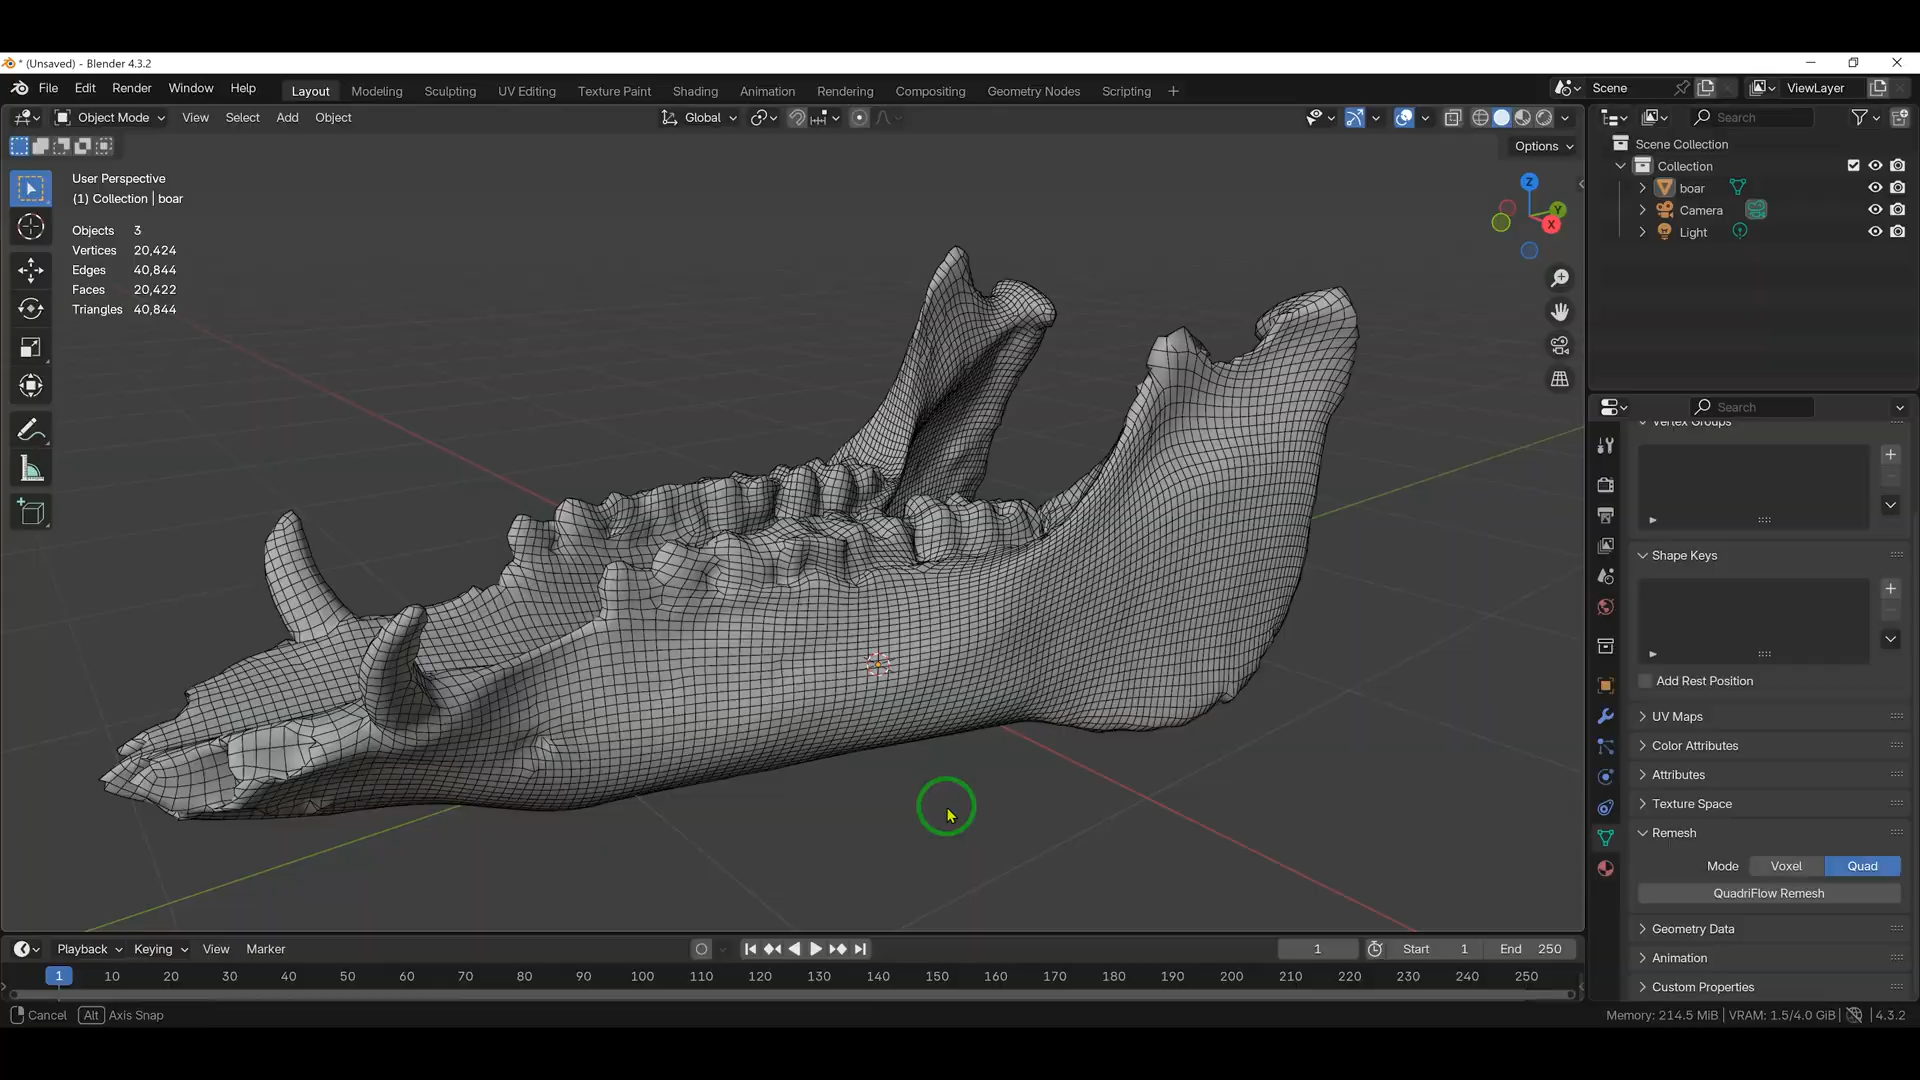 * (Unsaved) - Blender 4.3.2
File Edit Render Window Help Layout Modeling Sculpting UV Editing Texture Paint Shading Animation Rendering Compositing Geometry Nodes Scripting + Scene ViewLayer
Object Mode View Select Add Object Global Search
Options
User Perspective
(1) Collection | boar
Objects 3
Vertices 20,424
Edges 40,844
Faces 20,422
Triangles 40,844
Z
Y
X
Scene Collection
Collection
boar
Camera
Light
Search
Vertex Groups
Shape Keys
Add Rest Position
UV Maps
Color Attributes
Attributes
Texture Space
Remesh
Mode Voxel Quad
QuadriFlow Remesh
Geometry Data
Animation
Custom Properties
Playback Keying View Marker 1 Start 1 End 250
1 10 20 30 40 50 60 70 80 90 100 110 120 130 140 150 160 170 180 190 200 210 220 230 240 250
Cancel Alt Axis Snap Memory: 214.5 MiB | VRAM: 1.5/4.0 GiB | 4.3.2